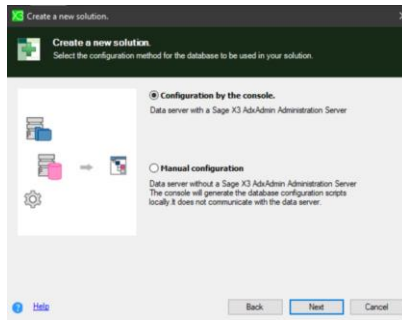 Create a new solution.
Create a new solution.
Select the configuration method for the database to be used in your solution.
Configuration by the console.
Data server with a Sage X3 AdxAdmin Administration Server
Manual configuration
Data server without a Sage X3 AdxAdmin Administration Server
The console will generate the database configuration scripts
locally.It does not communicate with the data server.
Help
Back
Next
Cancel